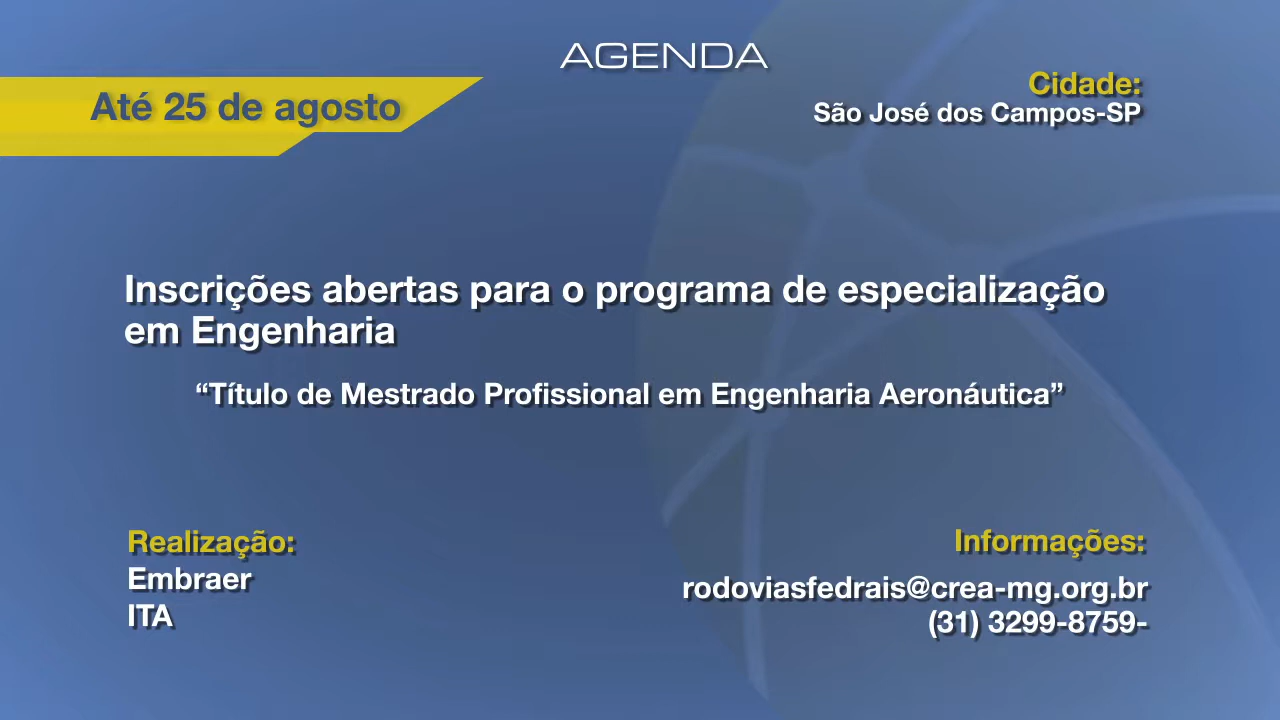 AGENDA
Até 25 de agosto
Cidade:
São José dos Campos-SP
Inscrições abertas para o programa de especialização
em Engenharia
“Título de Mestrado Profissional em Engenharia Aeronáutica”
Realização:
Embraer
ITA
Informações:
rodoviasfedrais@crea-mg.org.br
(31) 3299-8759-